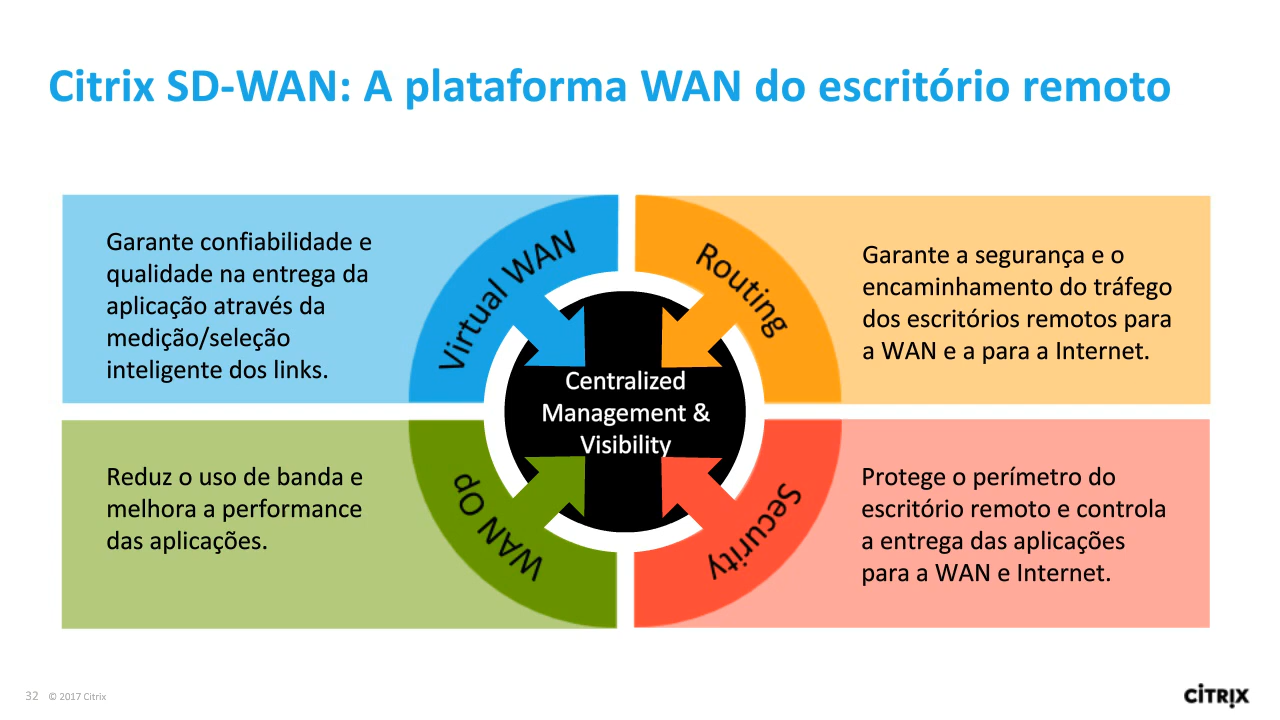 Citrix SD-WAN: A plataforma WAN do escritório remoto
Garante confiabilidade e
qualidade na entrega da
aplicação através da
medição/seleção
inteligente dos links.
Virtual WAN
Routing
Garante a segurança e o
encaminhamento do tráfego
dos escritórios remotos para
a WAN e a para a Internet.
Centralized
Management &
Visibility
Reduz o uso de banda e
melhora a performance
das aplicações.
WAN Op
Security
Protege o perímetro do
escritório remoto e controla
a entrega das aplicações
para a WAN e Internet.
32 © 2017 Citrix
CITRIX